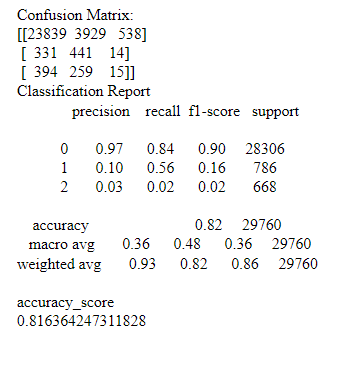 Confusion Matrix:
[[23839 3929 538]
[ 331 441 14]
[ 394 259 15]]
Classification Report
precision recall f1-score support
0 0.97 0.84 0.90 28306
1 0.10 0.56 0.16 786
2 0.03 0.02 0.02 668
accuracy 0.82 29760
macro avg 0.36 0.48 0.36 29760
weighted avg 0.93 0.82 0.86 29760
accuracy_score
0.816364247311828